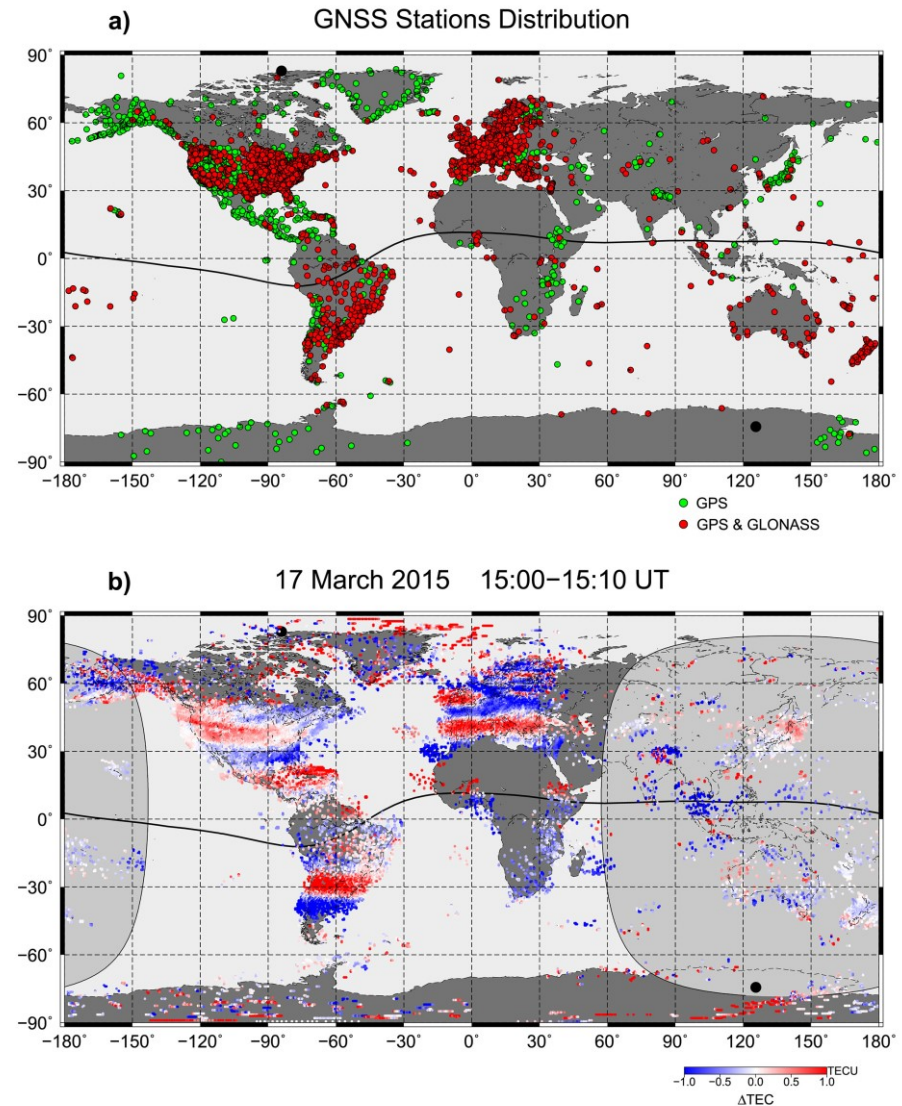 a) GNSS Stations Distribution
90˚
60˚
30˚
0˚
−30˚
−60˚
−90˚
−180˚ −150˚ −120˚ −90˚ −60˚ −30˚ 0˚ 30˚ 60˚ 90˚ 120˚ 150˚ 180˚
GPS
GPS & GLONASS
b) 17 March 2015 15:00−15:10 UT
90˚
60˚
30˚
0˚
−30˚
−60˚
−90˚
−180˚ −150˚ −120˚ −90˚ −60˚ −30˚ 0˚ 30˚ 60˚ 90˚ 120˚ 150˚ 180˚
TECU
−1.0 −0.5 0.0 0.5 1.0
ΔTEC